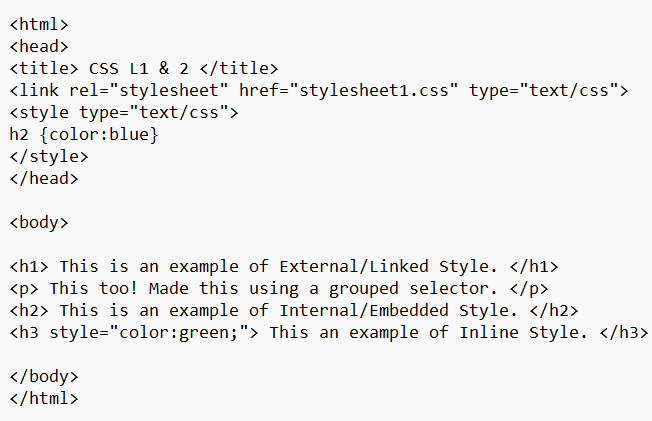 <html>
<head>
<title> CSS L1 & 2 </title>
<link rel="stylesheet" href="stylesheet1.css" type="text/css">
<style type="text/css">
h2 {color:blue}
</style>
</head>
<body>
<h1> This is an example of External/Linked Style. </h1>
<p> This too! Made this using a grouped selector. </p>
<h2> This is an example of Internal/Embedded Style. </h2>
<h3 style="color:green;"> This an example of Inline Style. </h3>
</body>
</html>